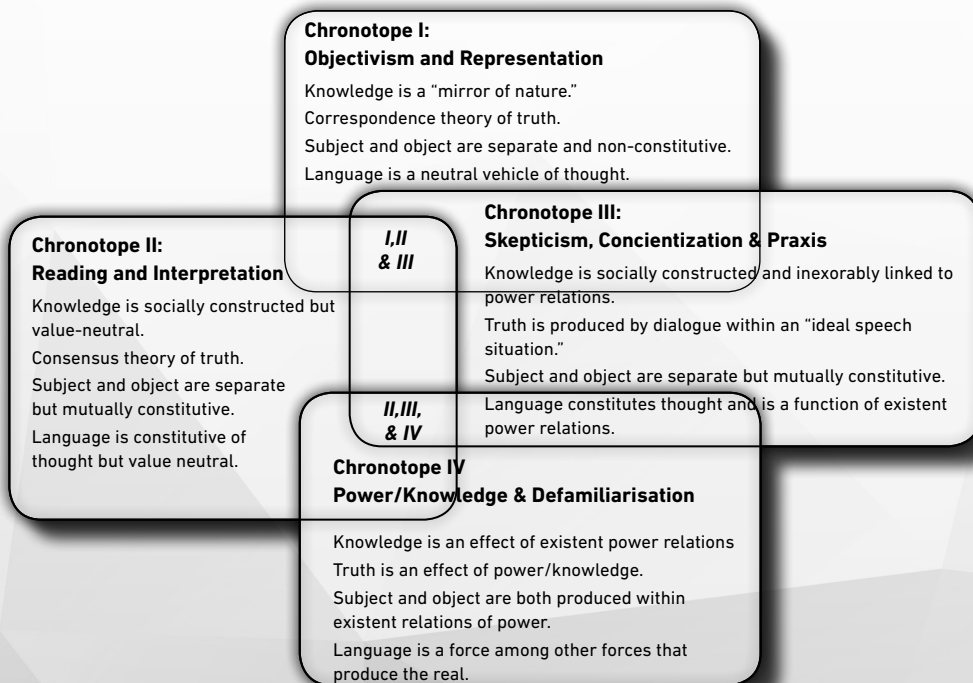 Chronotope I:
Objectivism and Representation
Knowledge is a “mirror of nature.”
Correspondence theory of truth.
Subject and object are separate and non-constitutive.
Language is a neutral vehicle of thought.
Chronotope II:
Reading and Interpretation
Knowledge is socially constructed but
value-neutral.
Consensus theory of truth.
Subject and object are separate
but mutually constitutive.
Language is constitutive of
thought but value neutral.
I,II
& III
Chronotope III:
Skepticism, Concientization & Praxis
Knowledge is socially constructed and inexorably linked to
power relations.
Truth is produced by dialogue within an “ideal speech
situation.”
Subject and object are separate but mutually constitutive.
Language constitutes thought and is a function of existent
power relations.
II,III,
& IV
Chronotope IV
Power/Knowledge & Defamiliarisation
Knowledge is an effect of existent power relations
Truth is an effect of power/knowledge.
Subject and object are both produced within
existent relations of power.
Language is a force among other forces that
produce the real.